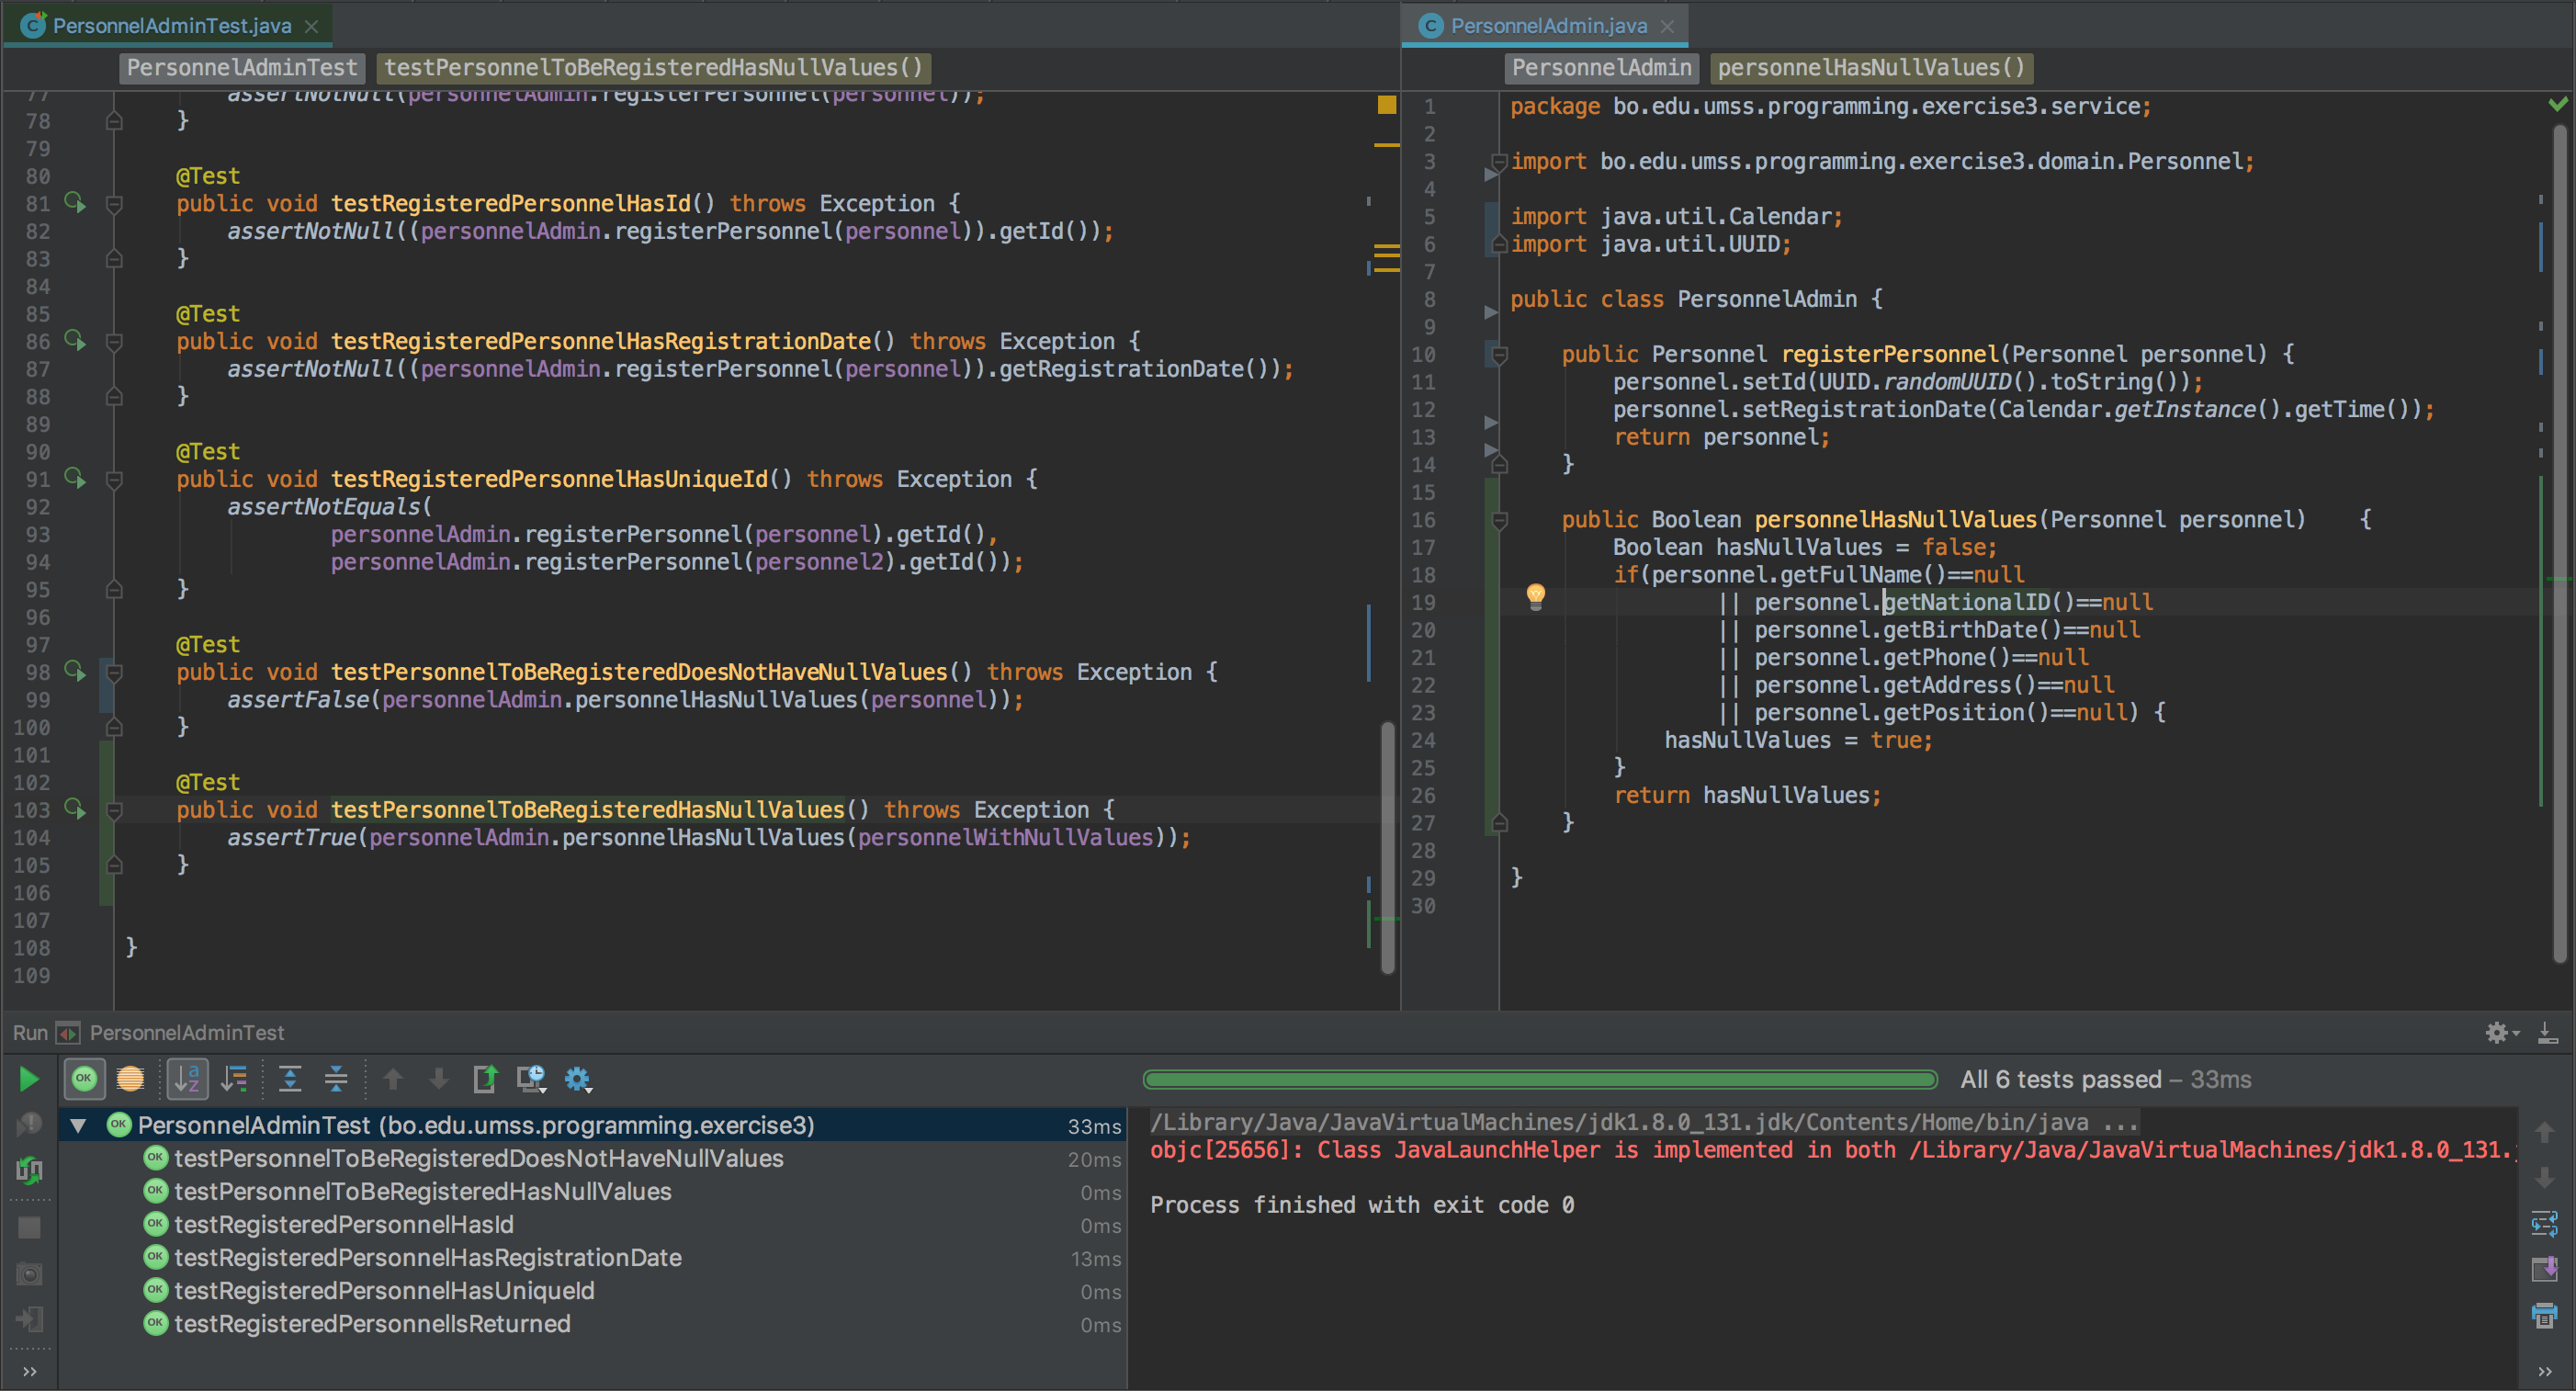 PersonnelAdminTest.java
PersonnelAdminTest testPersonnelToBeRegisteredHasNullValues()
77 assertNotNull(personnelAdmin.registerPersonnel(personnel));
78 }
79
80 @Test
81 public void testRegisteredPersonnelHasId() throws Exception {
82 assertNotNull((personnelAdmin.registerPersonnel(personnel)).getId());
83 }
84
85 @Test
86 public void testRegisteredPersonnelHasRegistrationDate() throws Exception {
87 assertNotNull((personnelAdmin.registerPersonnel(personnel)).getRegistrationDate());
88 }
89
90 @Test
91 public void testRegisteredPersonnelHasUniqueId() throws Exception {
92 assertNotEquals(
93 personnelAdmin.registerPersonnel(personnel).getId(),
94 personnelAdmin.registerPersonnel(personnel2).getId());
95 }
96
97 @Test
98 public void testPersonnelToBeRegisteredDoesNotHaveNullValues() throws Exception {
99 assertFalse(personnelAdmin.personnelHasNullValues(personnel));
100 }
101
102 @Test
103 public void testPersonnelToBeRegisteredHasNullValues() throws Exception {
104 assertTrue(personnelAdmin.personnelHasNullValues(personnelWithNullValues));
105 }
106
107
108 }
109
PersonnelAdmin.java
PersonnelAdmin personnelHasNullValues()
1 package bo.edu.umss.programming.exercise3.service;
2
3 import bo.edu.umss.programming.exercise3.domain.Personnel;
4
5 import java.util.Calendar;
6 import java.util.UUID;
7
8 public class PersonnelAdmin {
9
10 public Personnel registerPersonnel(Personnel personnel) {
11 personnel.setId(UUID.randomUUID().toString());
12 personnel.setRegistrationDate(Calendar.getInstance().getTime());
13 return personnel;
14 }
15
16 public Boolean personnelHasNullValues(Personnel personnel) {
17 Boolean hasNullValues = false;
18 if(personnel.getFullName()==null
19 || personnel.getNationalID()==null
20 || personnel.getBirthDate()==null
21 || personnel.getPhone()==null
22 || personnel.getAddress()==null
23 || personnel.getPosition()==null) {
24 hasNullValues = true;
25 }
26 return hasNullValues;
27 }
28
29 }
30
Run PersonnelAdminTest
All 6 tests passed – 33ms
PersonnelAdminTest (bo.edu.umss.programming.exercise3) 33ms
OK testPersonnelToBeRegisteredDoesNotHaveNullValues 20ms
OK testPersonnelToBeRegisteredHasNullValues 0ms
OK testRegisteredPersonnelHasId 0ms
OK testRegisteredPersonnelHasRegistrationDate 13ms
OK testRegisteredPersonnelHasUniqueId 0ms
OK testRegisteredPersonnelIsReturned 0ms
/Library/Java/JavaVirtualMachines/jdk1.8.0_131.jdk/Contents/Home/bin/java ...
objc[25656]: Class JavaLaunchHelper is implemented in both /Library/Java/JavaVirtualMachines/jdk1.8.0_131.
Process finished with exit code 0